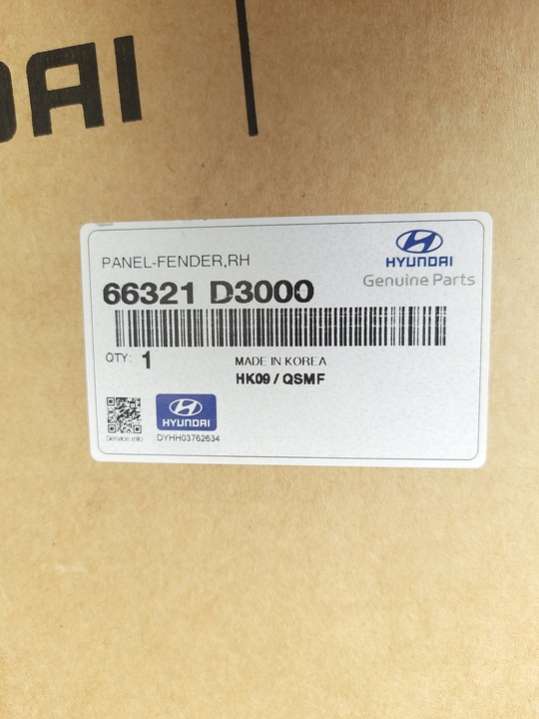 DAI
PANEL-FENDER,RH
HYUNDAI
66321 D3000
Genuine Parts
QTY: 1
MADE IN KOREA
HK09 / QSMF
HYUNDAI
DYHH03762634